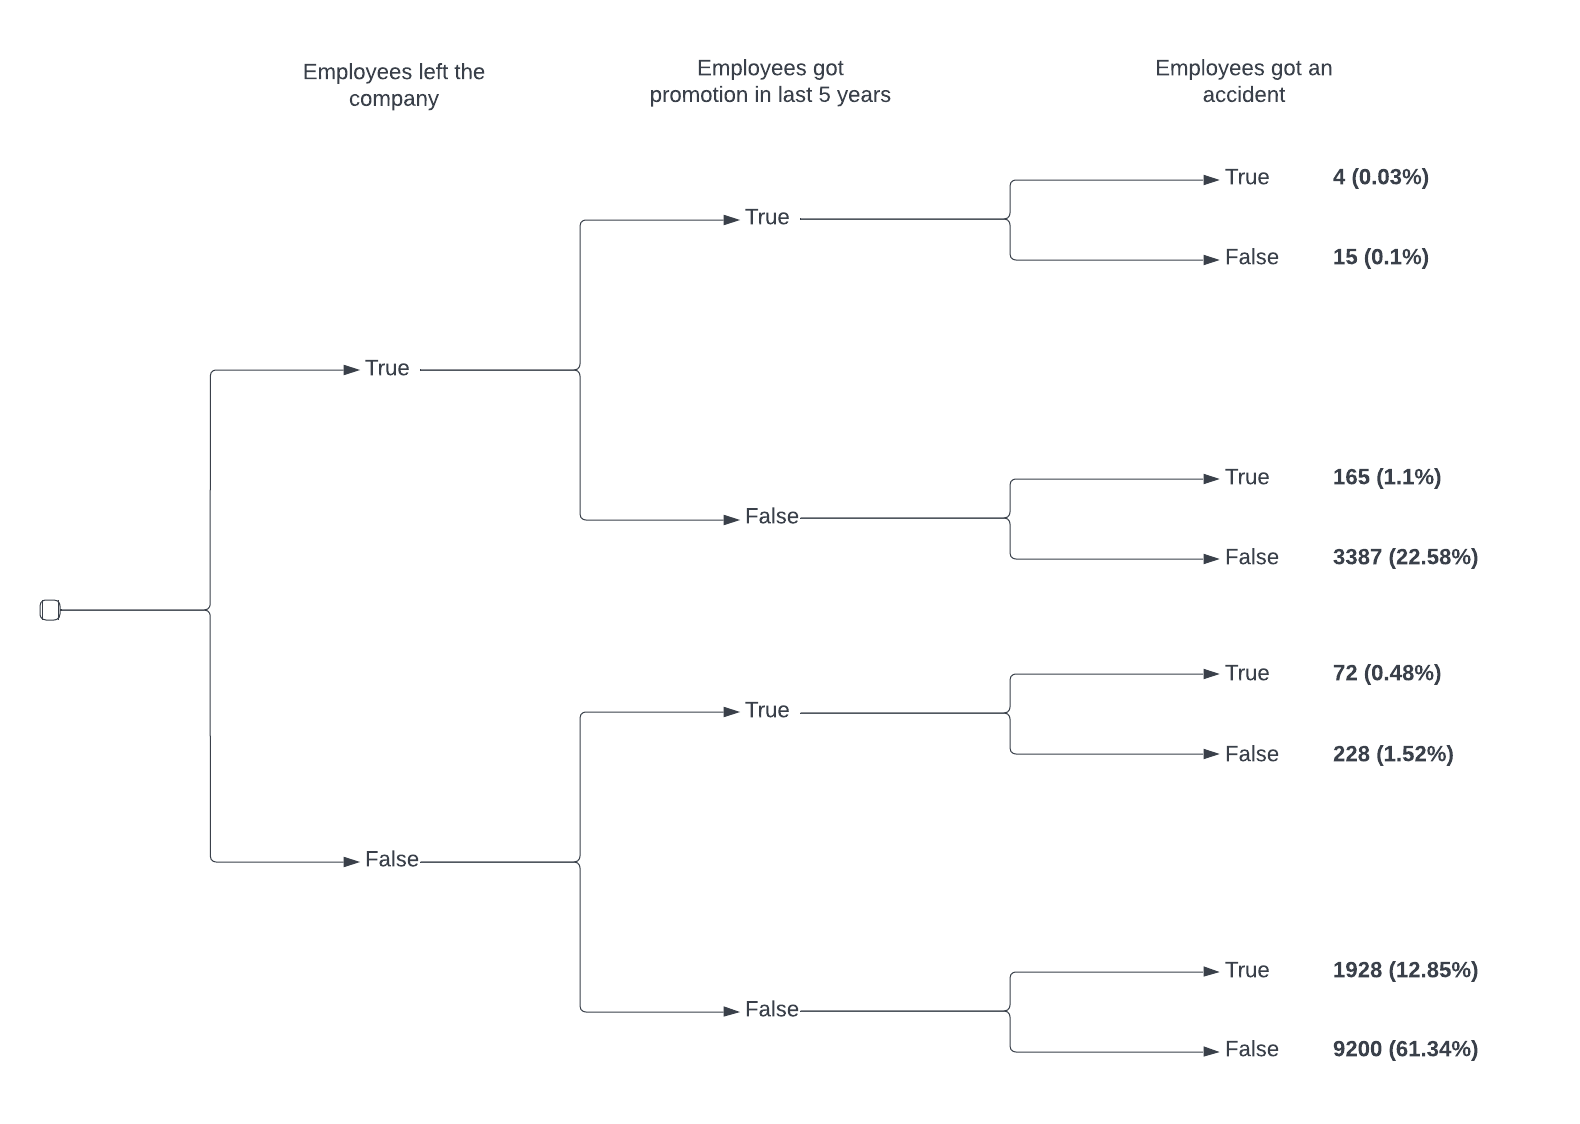 Employees left the
company
Employees got
promotion in last 5 years
Employees got an
accident
True 4 (0.03%)
True
False 15 (0.1%)
True
True 165 (1.1%)
False
False 3387 (22.58%)
True 72 (0.48%)
True
False 228 (1.52%)
False
True 1928 (12.85%)
False
False 9200 (61.34%)